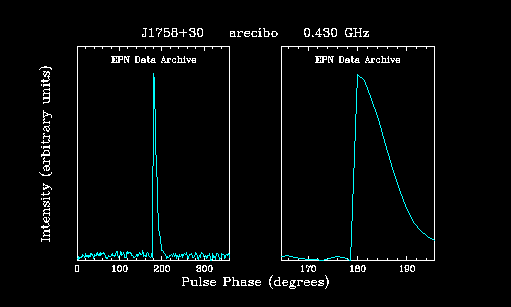 J1758+30 arecibo 0.430 GHz
EPN Data Archive EPN Data Archive
Intensity (arbitrary units)
0 100 200 300 170 180 190
Pulse Phase (degrees)